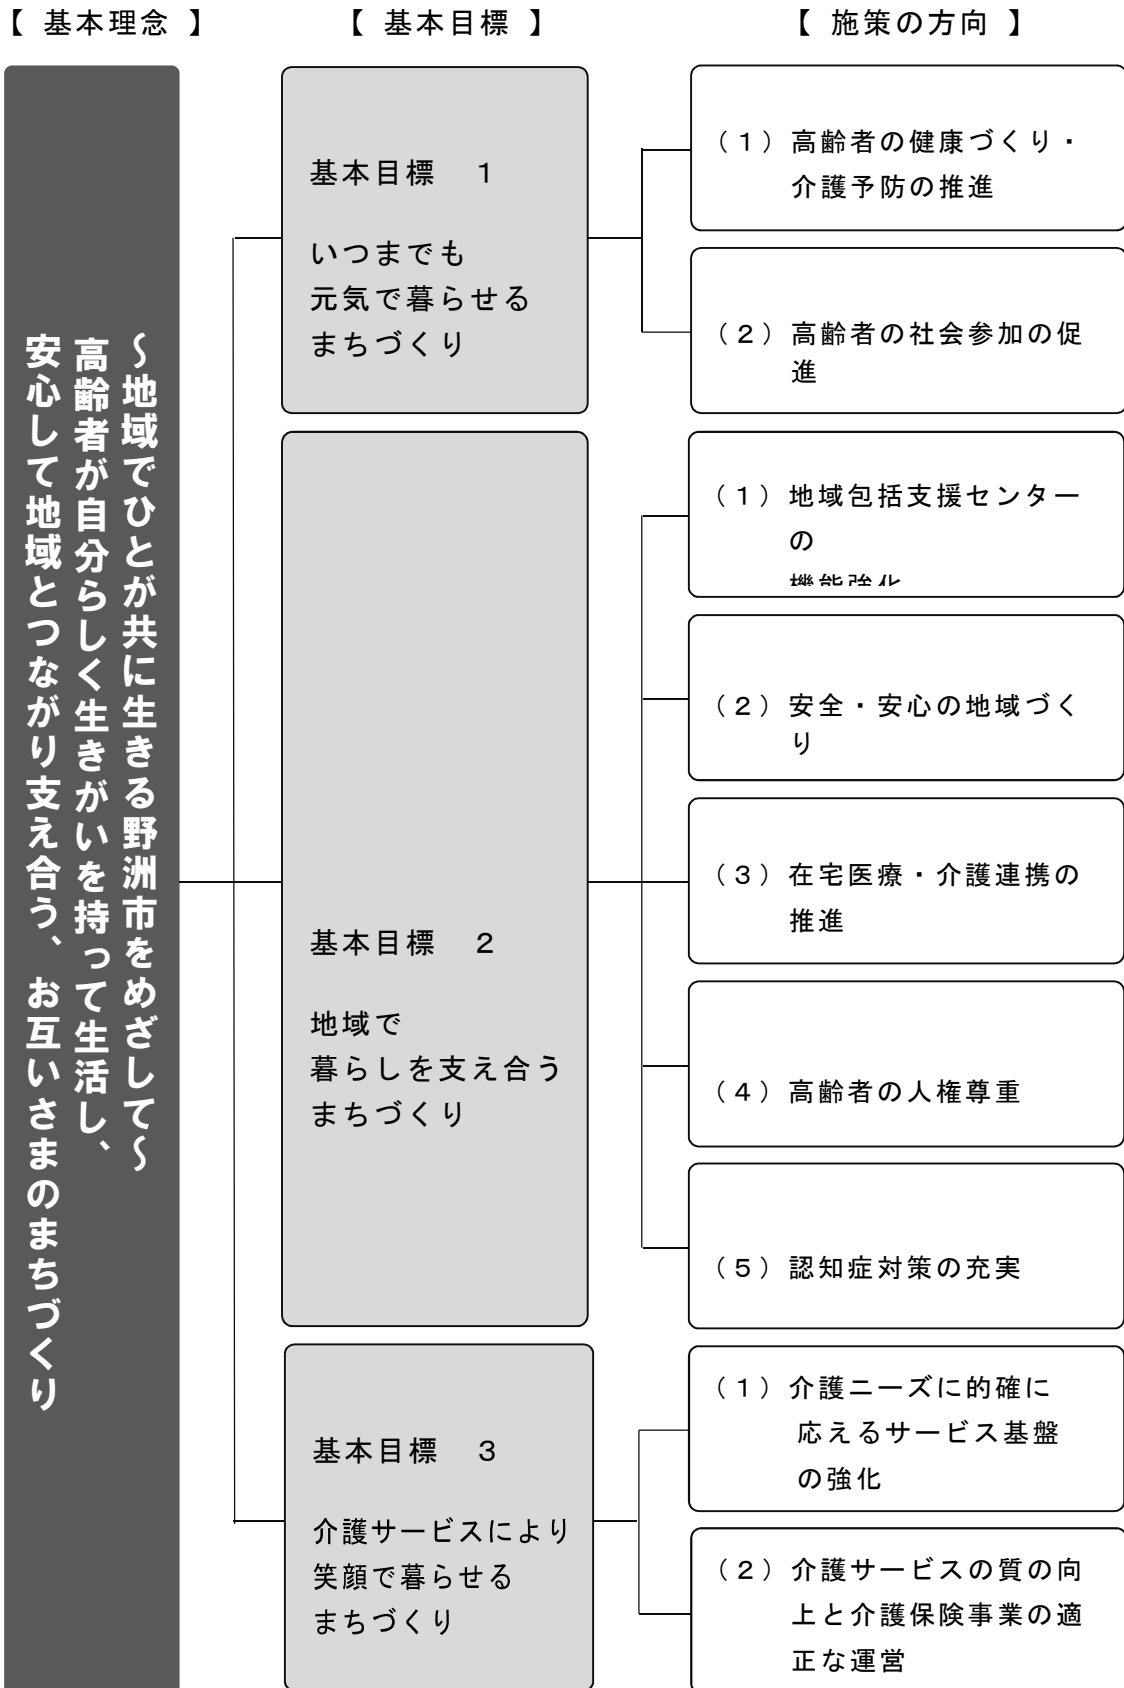 【 基本理念 】
【 基本目標 】
【 施策の方向 】
～地域でひとが共に生きる野洲市をめざして～
高齢者が自分らしく生きがいを持って生活し、
安心して地域とつながり支え合う、お互いさまのまちづくり
基本目標　１
いつまでも
元気で暮らせる
まちづくり
（１）高齢者の健康づくり・
介護予防の推進
（２）高齢者の社会参加の促
進
基本目標　２
地域で
暮らしを支え合う
まちづくり
（１）地域包括支援センター
の
機能強化
（２）安全・安心の地域づく
り
（３）在宅医療・介護連携の
推進
（４）高齢者の人権尊重
（５）認知症対策の充実
基本目標　３
介護サービスにより
笑顔で暮らせる
まちづくり
（１）介護ニーズに的確に
応えるサービス基盤
の強化
（２）介護サービスの質の向
上と介護保険事業の適
正な運営